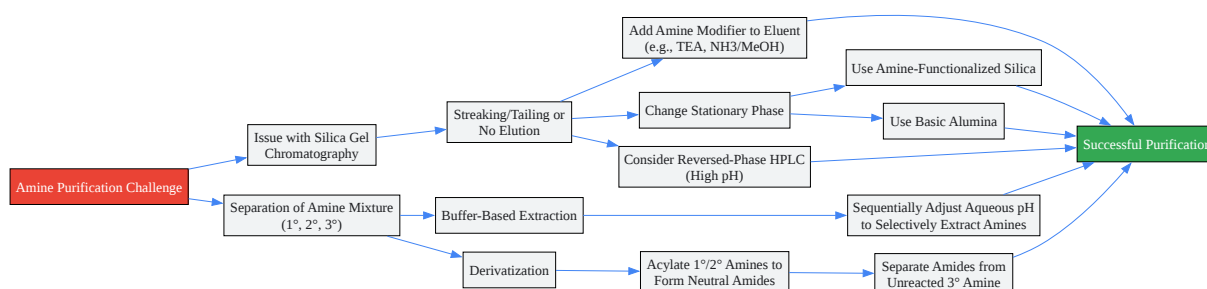 Add Amine Modifier to Eluent
(e.g., TEA, NH3/MeOH)
Use Amine-Functionalized Silica
Change Stationary Phase
Streaking/Tailing or
No Elution
Use Basic Alumina
Issue with Silica Gel
Chromatography
Successful Purification
Consider Reversed-Phase HPLC
(High pH)
Amine Purification Challenge
Separation of Amine Mixture
(1°, 2°, 3°)
Buffer-Based Extraction
Sequentially Adjust Aqueous pH
to Selectively Extract Amines
Derivatization
Acylate 1°/2° Amines to
Form Neutral Amides
Separate Amides from
Unreacted 3° Amine